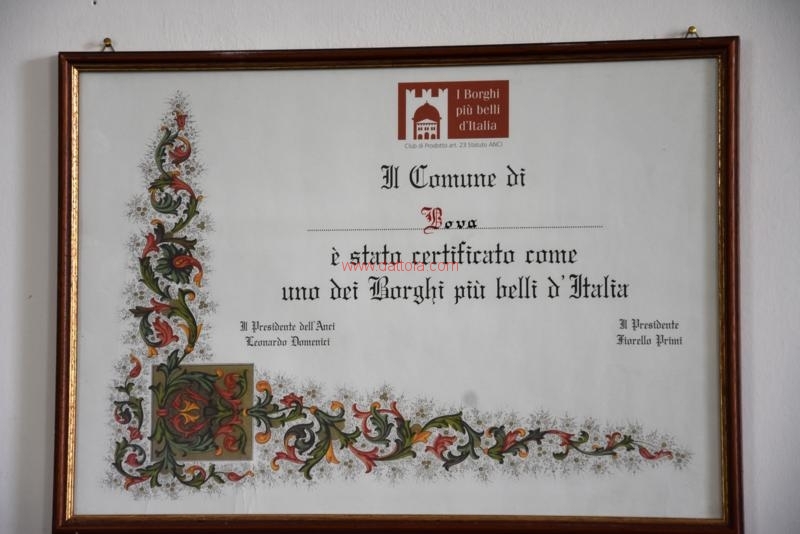 I Borghi
più belli
d'Italia
Club di Prodotto art. 23 Statuto ANCI
Il Comune di
Bova
è stato certificato come
www.dattola.com
uno dei Borghi più belli d'Italia
Il Presidente dell'Anci
Leonardo Domenici
Il Presidente
Fiorello Primi